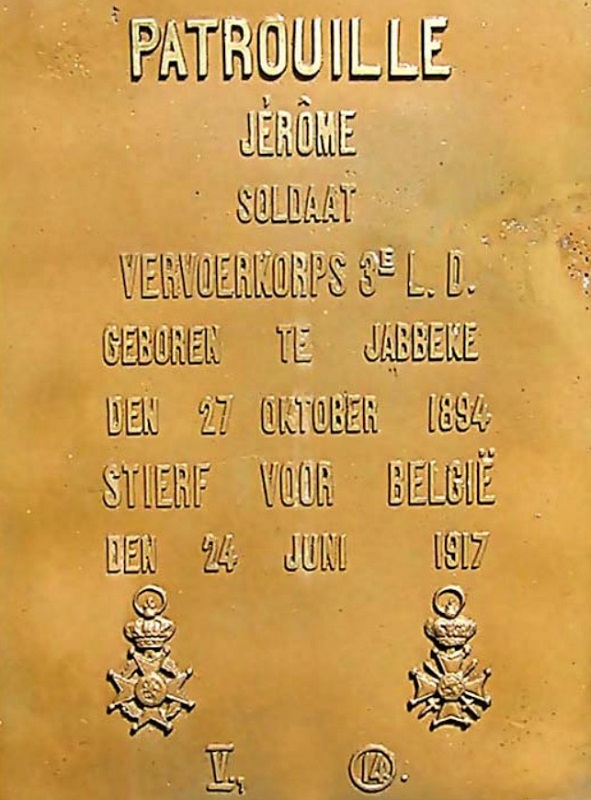 PATROUILLE
JÉRÔME
SOLDAAT
VERVOERKORPS 3E L. D.
GEBOREN TE JABBEKE
DEN 27 OKTOBER 1894
STIERF VOOR BELGIË
DEN 24 JUNI 1917
V., 14.